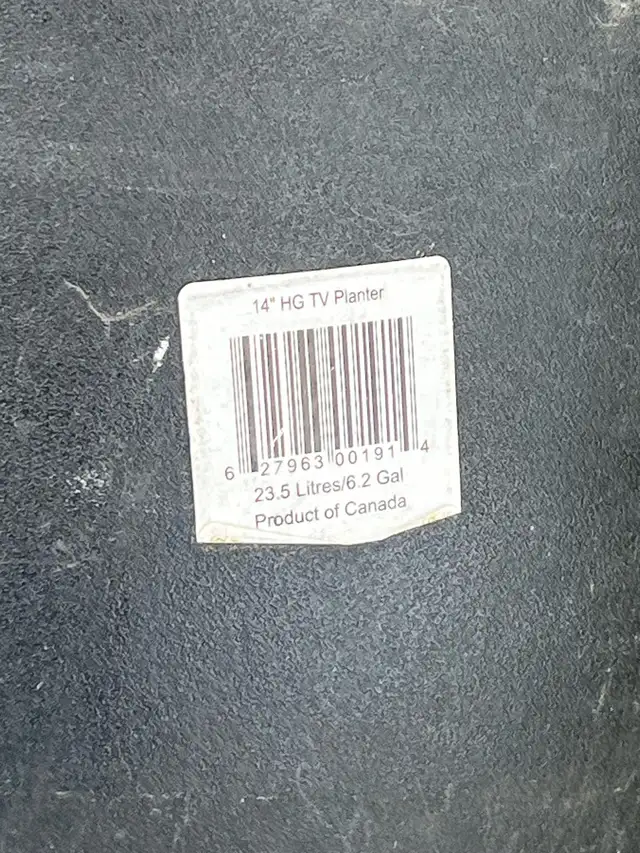 14" HG TV Planter
6 27963 00191 4
23.5 Litres/6.2 Gal
Product of Canada